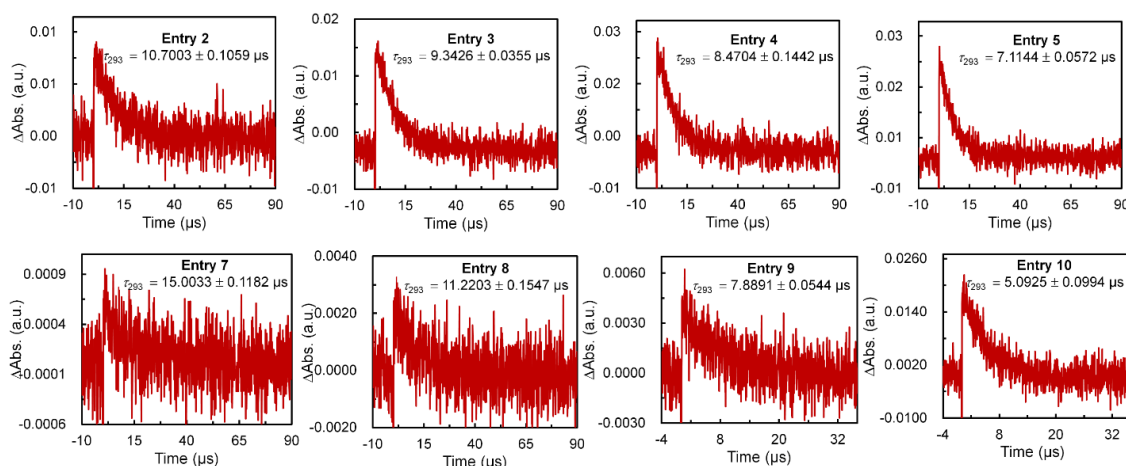 Entry 2
τ293 = 10.7003 ± 0.1059 µs
ΔAbs. (a.u.)
0.01
0.01
0.00
-0.01
-10 15 40 65 90
Time (µs)
Entry 3
τ293 = 9.3426 ± 0.0355 µs
ΔAbs. (a.u.)
0.02
0.01
0.00
-0.01
-10 15 40 65 90
Time (µs)
Entry 4
τ293 = 8.4704 ± 0.1442 µs
ΔAbs. (a.u.)
0.03
0.02
0.00
-0.01
-10 15 40 65 90
Time (µs)
Entry 5
τ293 = 7.1144 ± 0.0572 µs
ΔAbs. (a.u.)
0.03
0.02
0.01
-0.01
-10 15 40 65 90
Time (µs)
Entry 7
τ293 = 15.0033 ± 0.1182 µs
ΔAbs. (a.u.)
0.0009
0.0004
-0.0001
-0.0006
-10 15 40 65 90
Time (µs)
Entry 8
τ293 = 11.2203 ± 0.1547 µs
ΔAbs. (a.u.)
0.0040
0.0020
0.0000
-0.0020
-10 15 40 65 90
Time (µs)
Entry 9
τ293 = 7.8891 ± 0.0544 µs
ΔAbs. (a.u.)
0.0060
0.0030
0.0000
-0.0030
-4 8 20 32
Time (µs)
Entry 10
τ293 = 5.0925 ± 0.0994 µs
ΔAbs. (a.u.)
0.0260
0.0140
0.0020
-0.0100
-4 8 20 32
Time (µs)